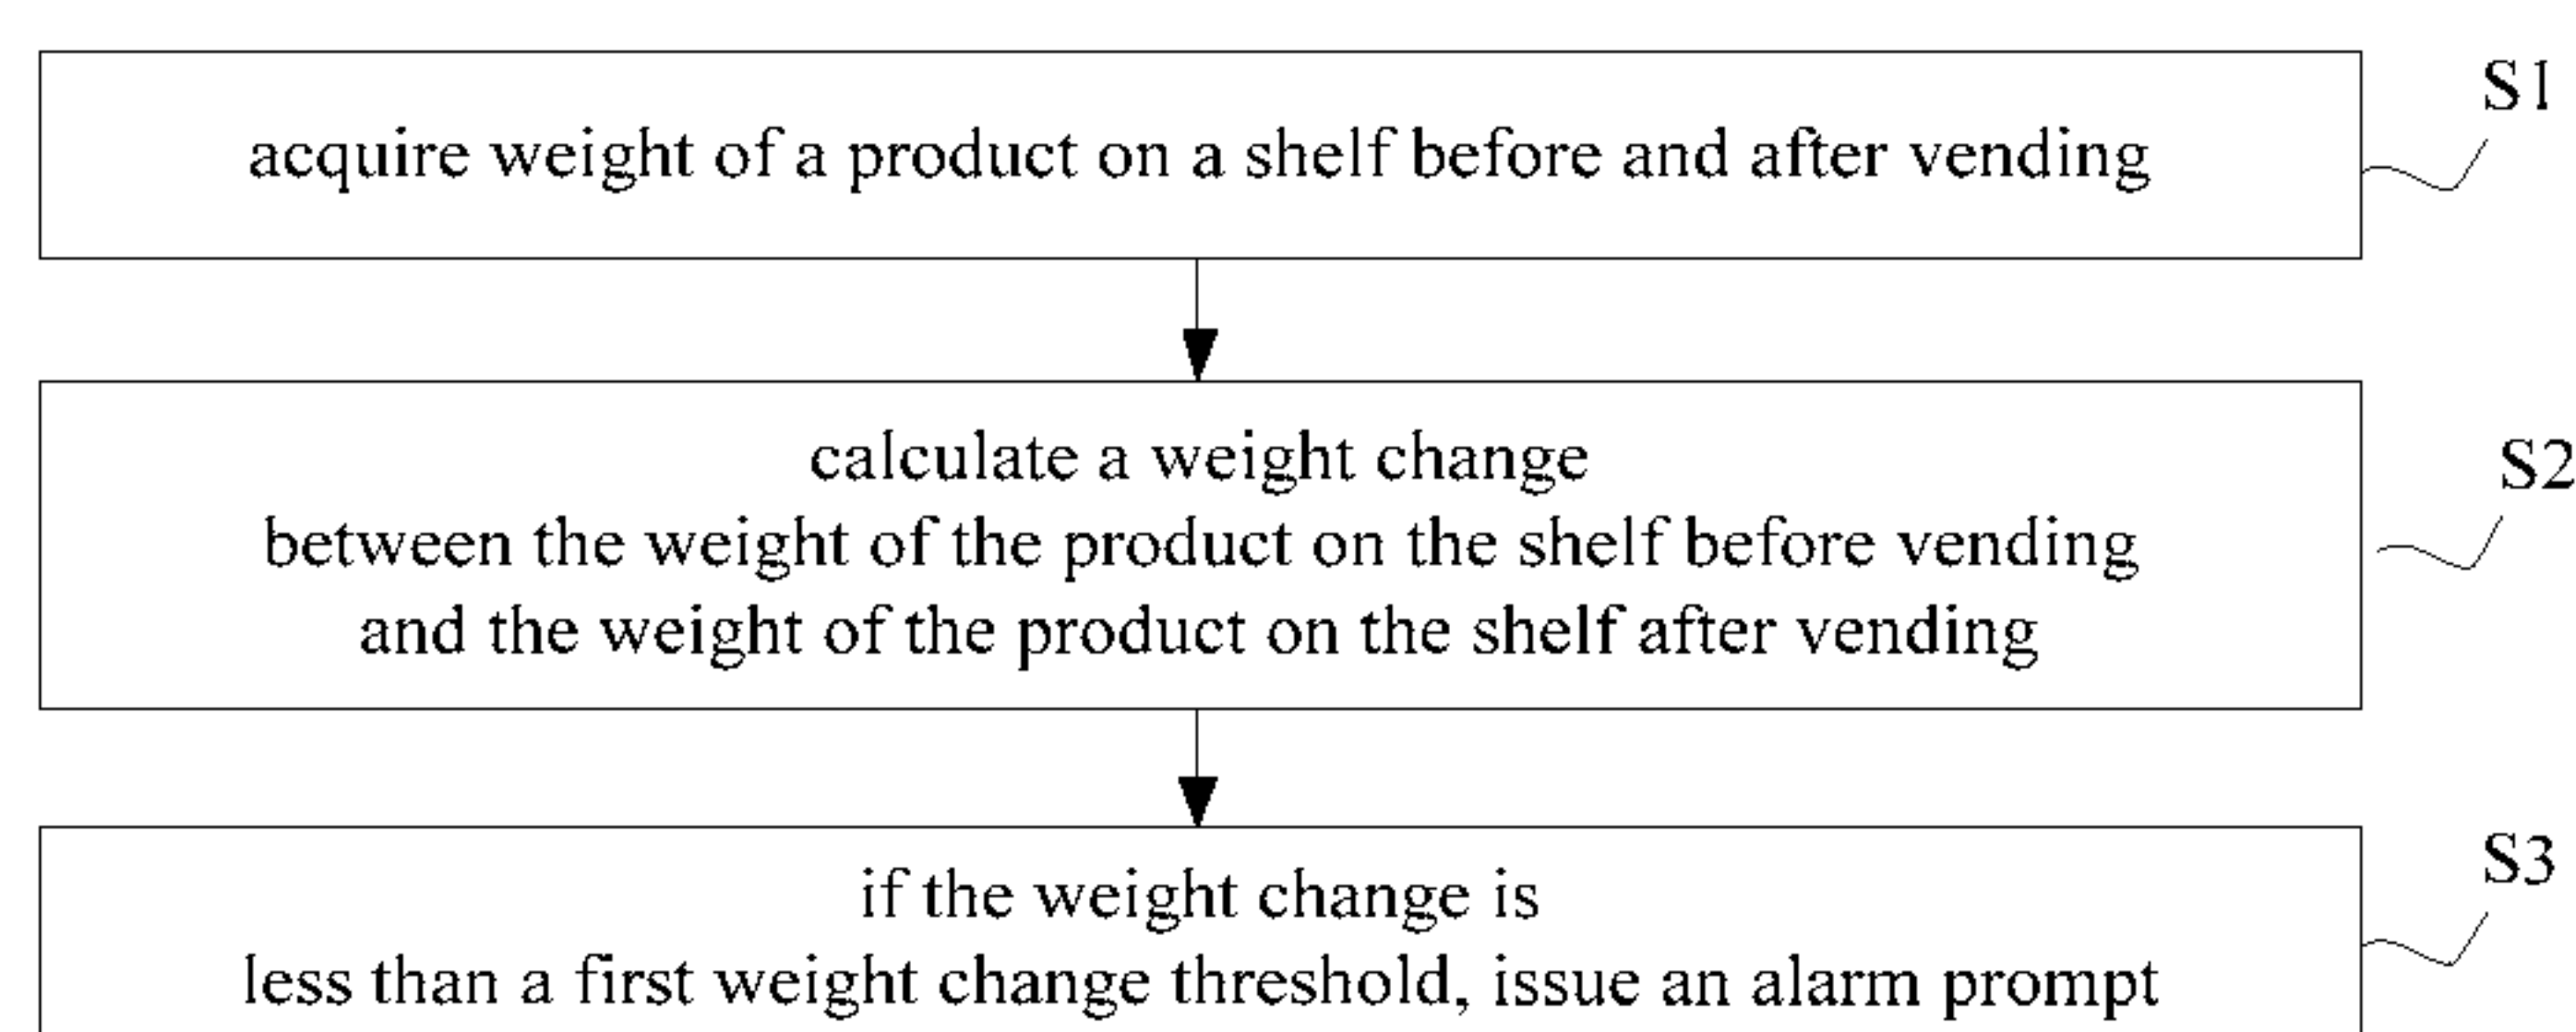 acquire weight of a product on a shelf before and after vending
S1
calculate a weight change
between the weight of the product on the shelf before vending
and the weight of the product on the shelf after vending
S2
if the weight change is
less than a first weight change threshold, issue an alarm prompt
S3